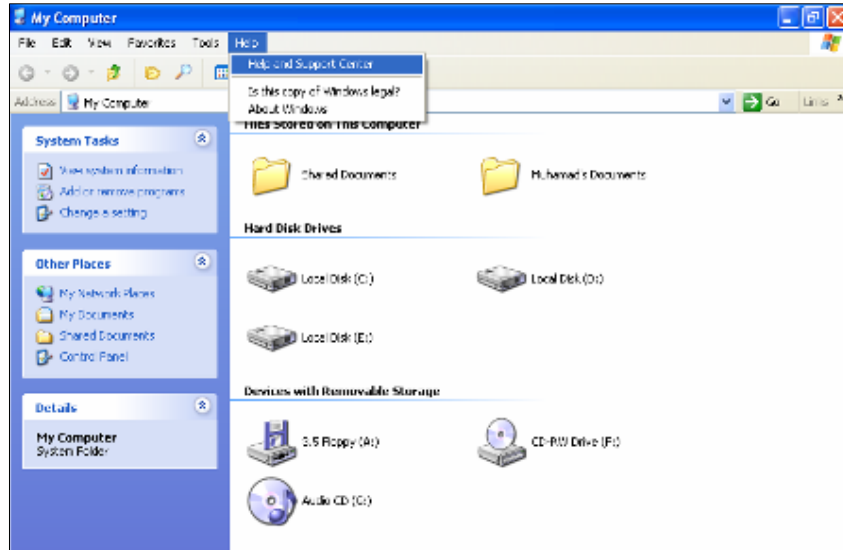 My Computer
File Edit View Favorites Tools Help
Help and Support Center
Is this copy of Windows legal?
About Windows
Address My Computer Go Links
Files Stored on This Computer
System Tasks
View system information
Add or remove programs
Change a setting
Shared Documents
Muhamad's Documents
Hard Disk Drives
Other Places
My Network Places
My Documents
Shared Documents
Control Panel
Local Disk (C:)
Local Disk (D:)
Local Disk (E:)
Devices with Removable Storage
Details
My Computer
System Folder
3.5 Floppy (A:)
CD-RW Drive (F:)
Audio CD (G:)